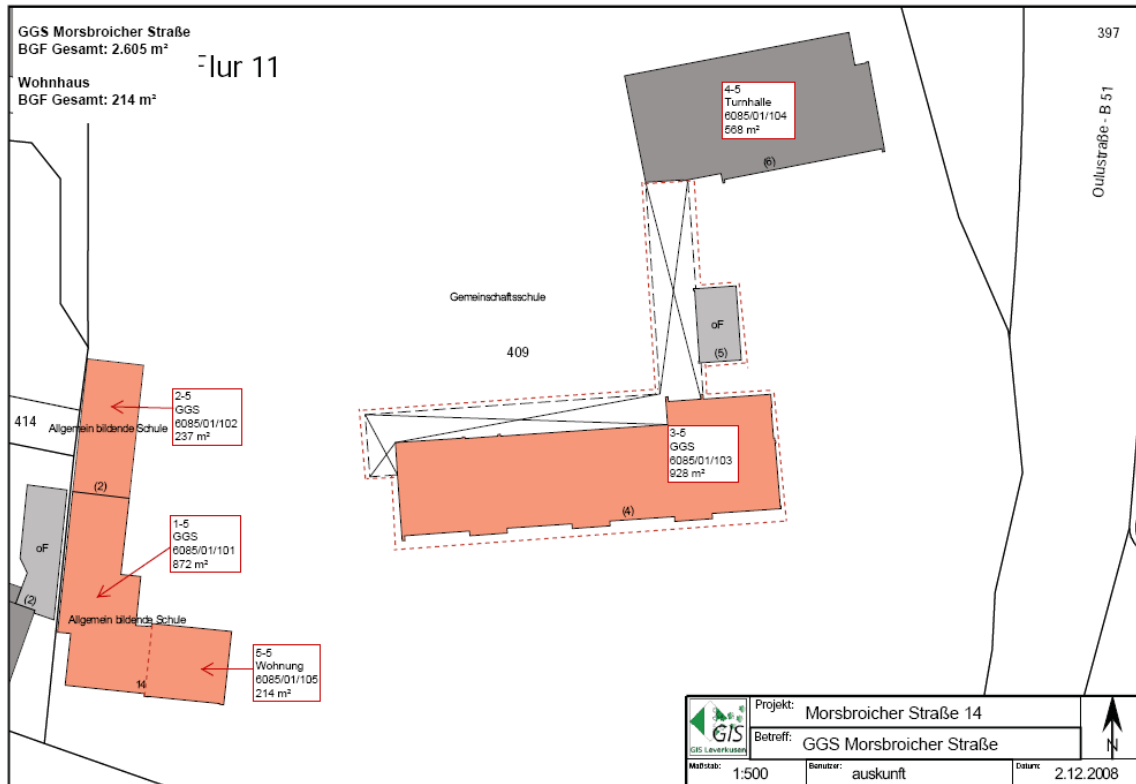 GGS Morsbroicher Straße
BGF Gesamt: 2.605 m²
Wohnhaus
BGF Gesamt: 214 m²
Flur 11
397
Oulustraße - B 51
4-5
Turnhalle
6085/01/104
568 m²
(6)
Gemeinschaftsschule
409
oF
(5)
2-5
GGS
6085/01/102
237 m²
414
Allgemein bildende Schule
(2)
3-5
GGS
6085/01/103
928 m²
(4)
1-5
GGS
6085/01/101
872 m²
oF
(2)
Allgemein bildende Schule
14
5-5
Wohnung
6085/01/105
214 m²
GIS
GIS Leverkusen
Projekt: Morsbroicher Straße 14
Betreff: GGS Morsbroicher Straße
N
Maßstab: 1:500
Benutzer: auskunft
Datum: 2.12.2008